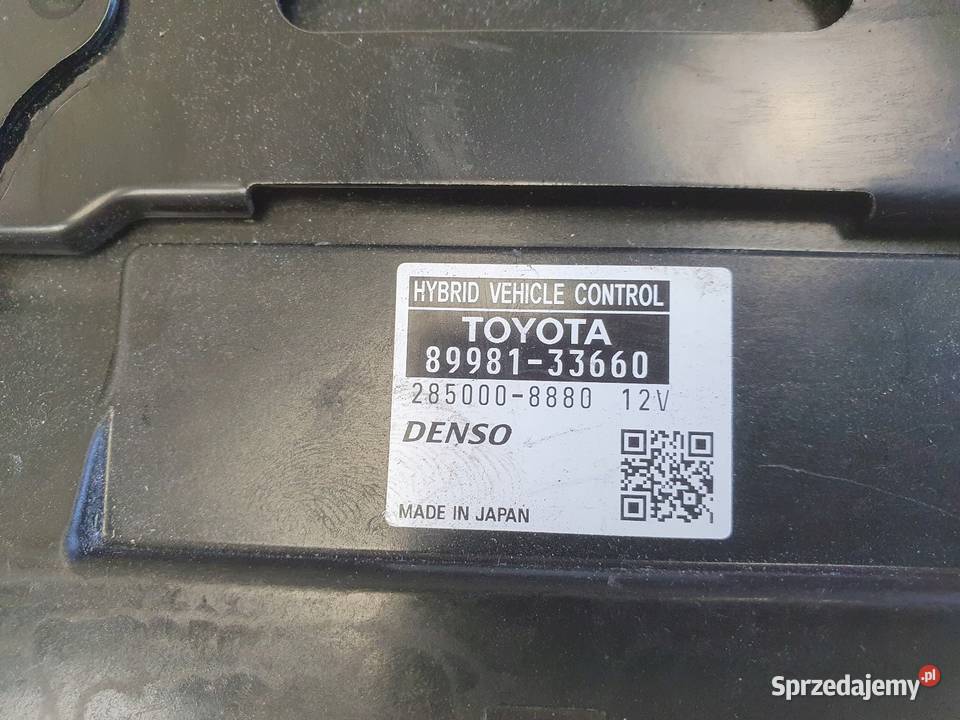 HYBRID VEHICLE CONTROL
TOYOTA
89981-33660
285000-8880 12V
DENSO
MADE IN JAPAN
Sprzedajemy.pl